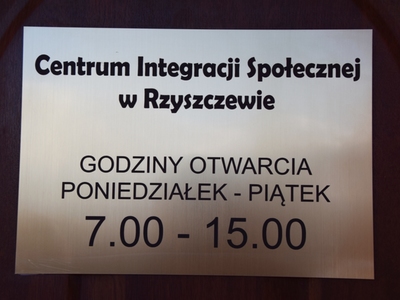 Centrum Integracji Społecznej
w Rzyszczewie
GODZINY OTWARCIA
PONIEDZIAŁEK - PIĄTEK
7.00 - 15.00